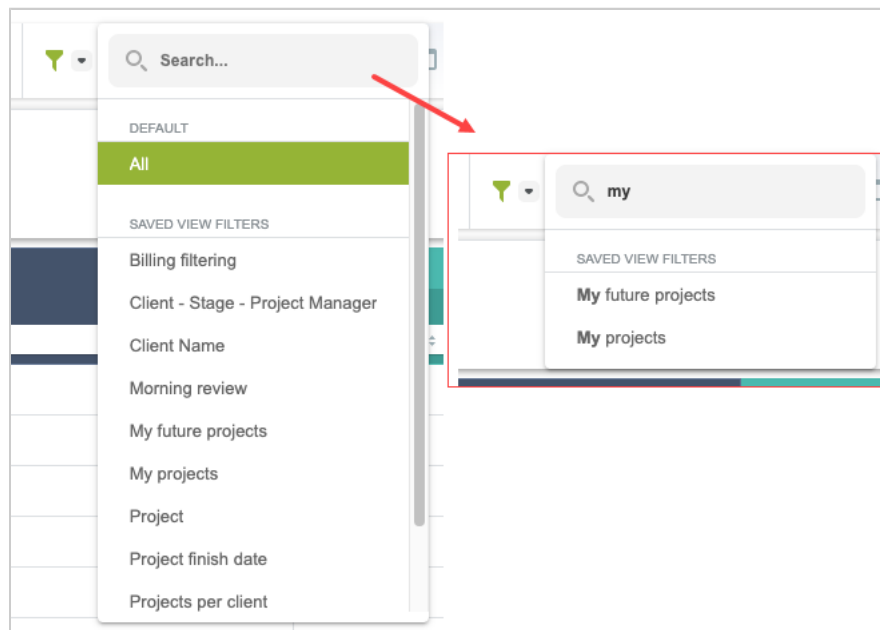 Search...
DEFAULT
All
SAVED VIEW FILTERS
Billing filtering
Client - Stage - Project Manager
Client Name
Morning review
My future projects
My projects
Project
Project finish date
Projects per client
my
SAVED VIEW FILTERS
My future projects
My projects